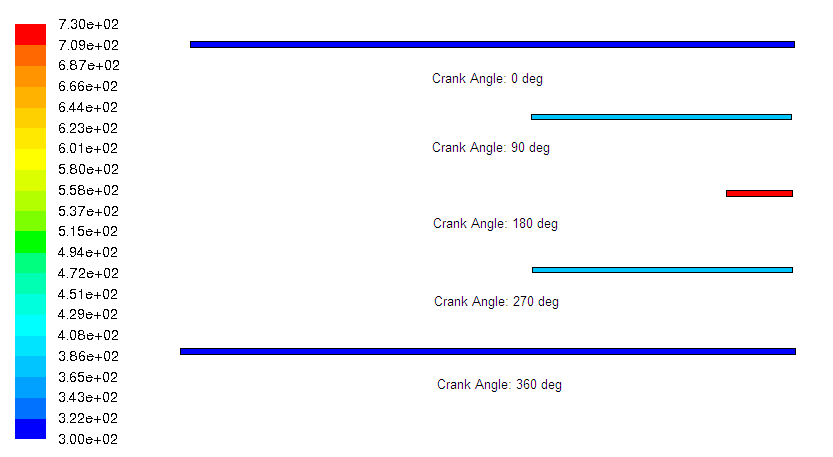 7.30e+02
7.09e+02
6.87e+02
6.66e+02
6.44e+02
6.23e+02
6.01e+02
5.80e+02
5.58e+02
5.37e+02
5.15e+02
4.94e+02
4.72e+02
4.51e+02
4.29e+02
4.08e+02
3.86e+02
3.65e+02
3.43e+02
3.22e+02
3.00e+02
Crank Angle: 0 deg
Crank Angle: 90 deg
Crank Angle: 180 deg
Crank Angle: 270 deg
Crank Angle: 360 deg